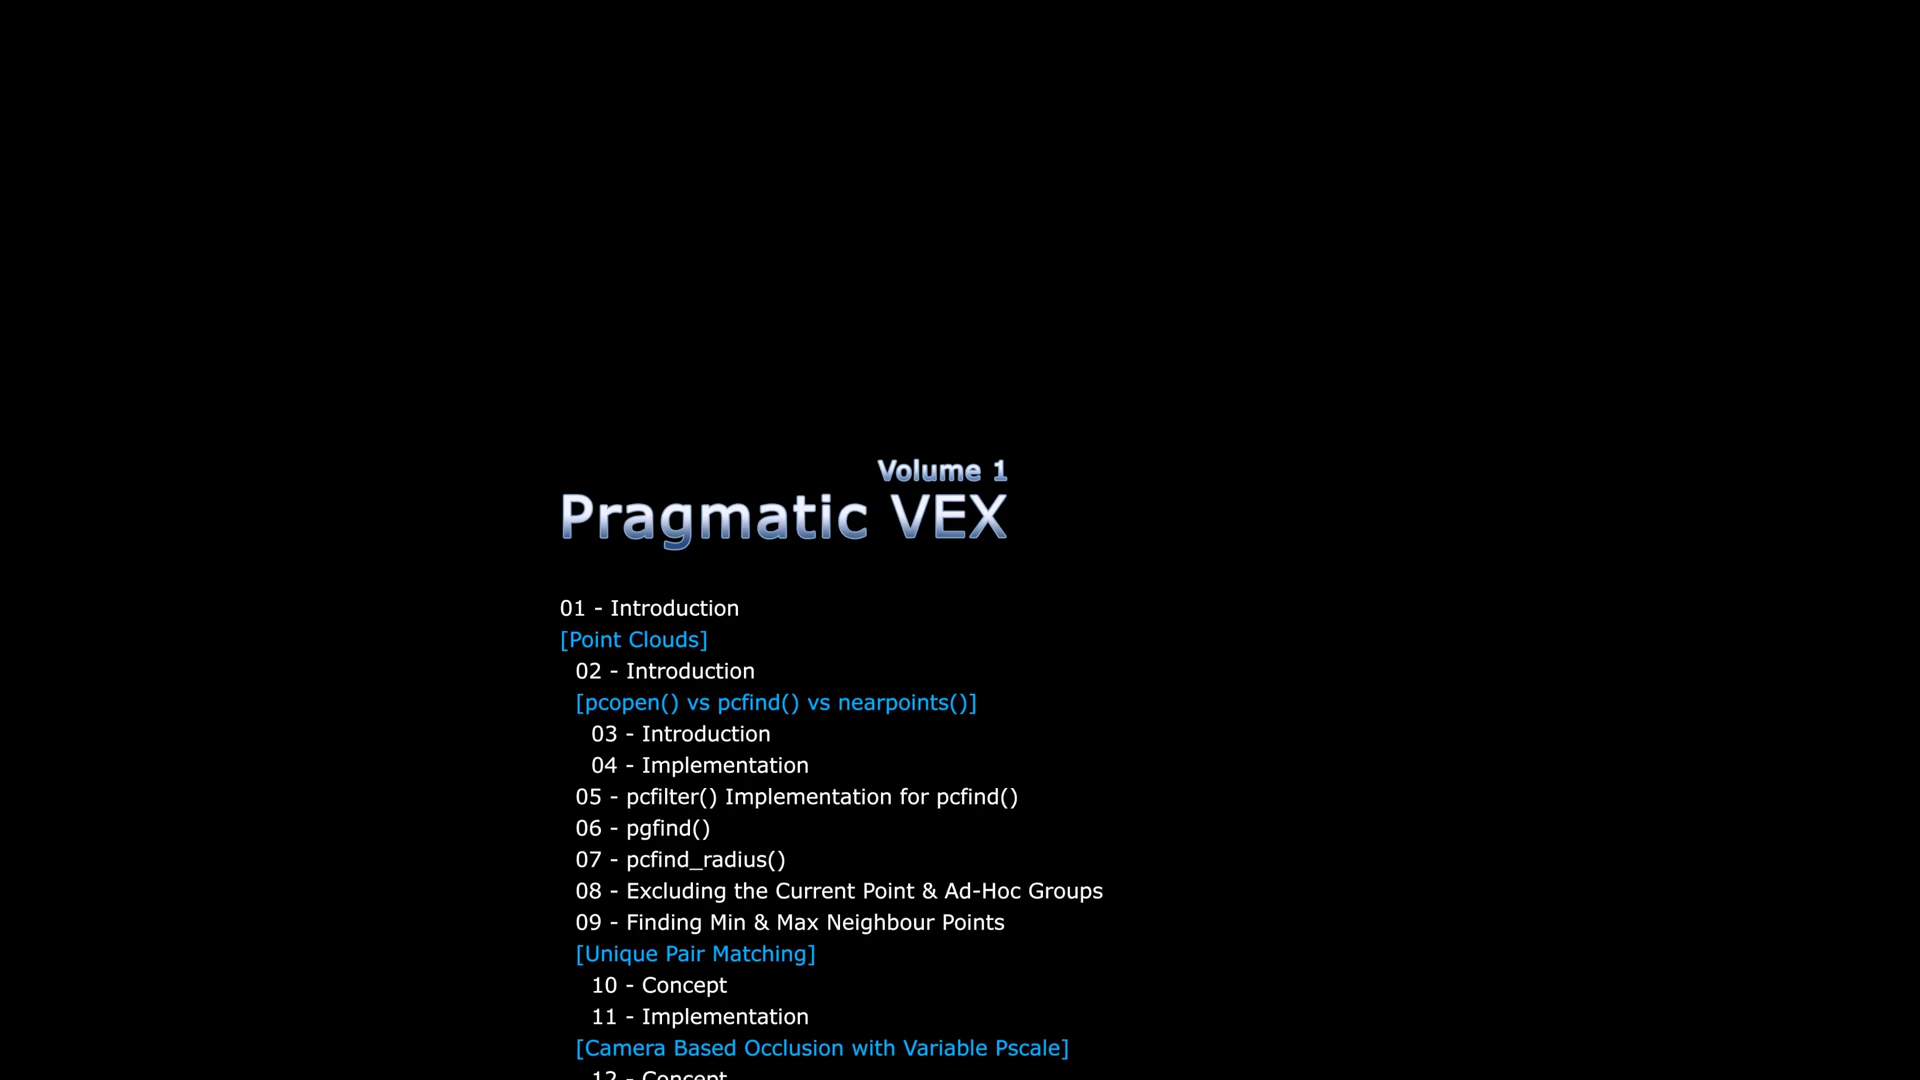 Volume 1
Pragmatic VEX
01 - Introduction
[Point Clouds]
02 - Introduction
[pcopen() vs pcfind() vs nearpoints()]
03 - Introduction
04 - Implementation
05 - pcfilter() Implementation for pcfind()
06 - pgfind()
07 - pcfind_radius()
08 - Excluding the Current Point & Ad-Hoc Groups
09 - Finding Min & Max Neighbour Points
[Unique Pair Matching]
10 - Concept
11 - Implementation
[Camera Based Occlusion with Variable Pscale]
12 - Concept